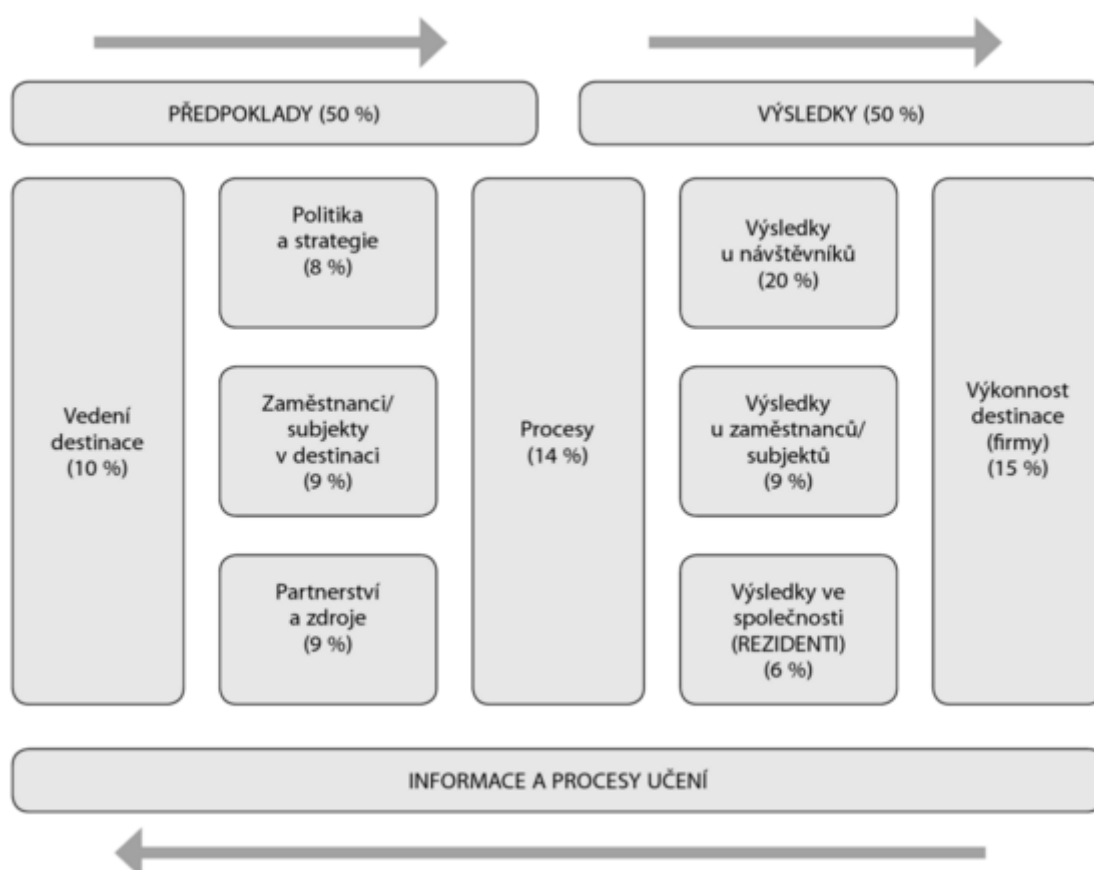 PŘEDPOKLADY (50 %)
VÝSLEDKY (50 %)
Vedení
destinace
(10 %)
Politika
a strategie
(8 %)
Zaměstnanci/
subjekty
v destinaci
(9 %)
Partnerství
a zdroje
(9 %)
Procesy
(14 %)
Výsledky
u návštěvníků
(20 %)
Výsledky
u zaměstnanců/
subjektů
(9 %)
Výsledky ve
společnosti
(REZIDENTI)
(6 %)
Výkonnost
destinace
(firmy)
(15 %)
INFORMACE A PROCESY UČENÍ